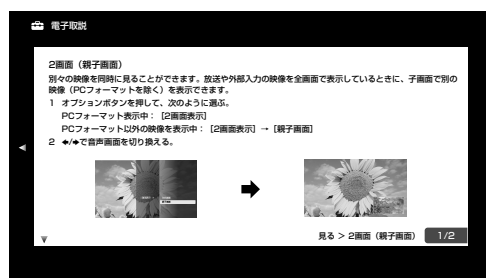 電子取説
2画面（親子画面）
別々の映像を同時に見ることができます。放送や外部入力の映像を全画面で表示しているときに、子画面で別の
映像（PCフォーマットを除く）を表示できます。
1 オプションボタンを押して、次のように選ぶ。
PCフォーマット表示中：［2画面表示］
PCフォーマット以外の映像を表示中：［2画面表示］→［親子画面］
2 ←/→で音声画面を切り換える。
見る > 2画面（親子画面） 1/2